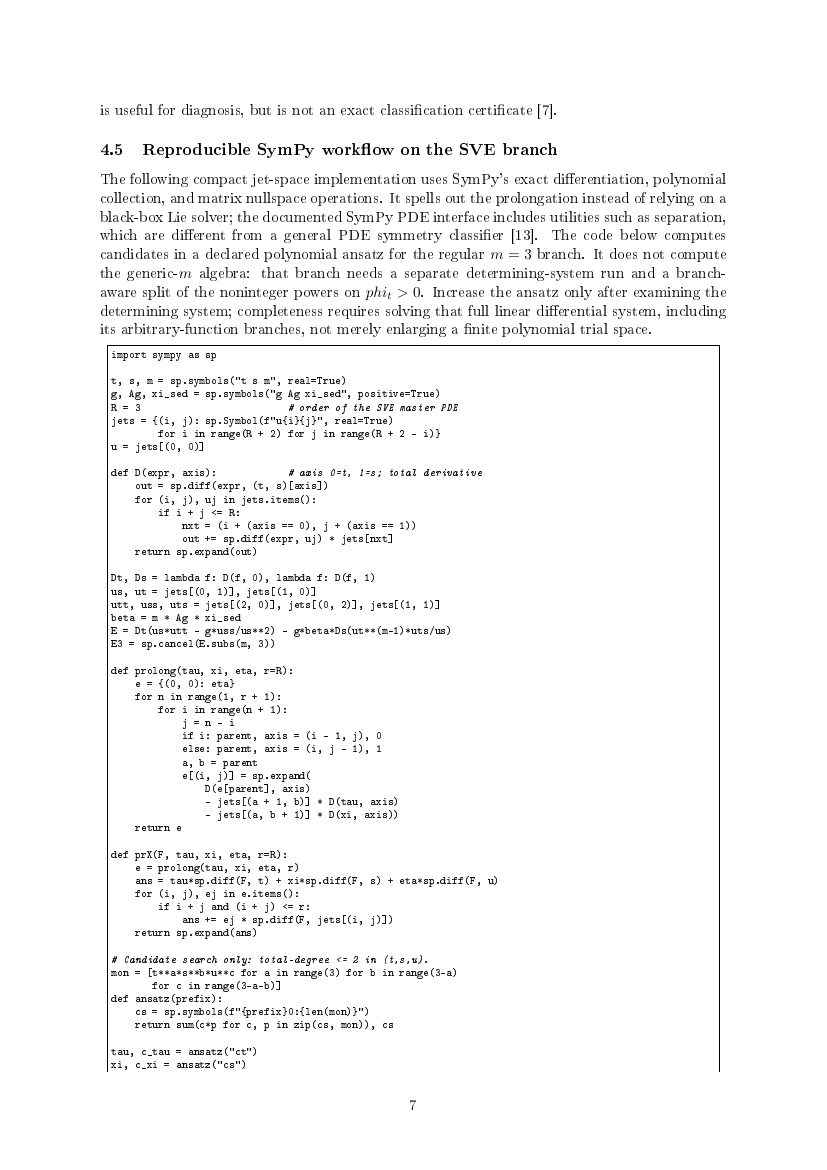 is useful for diagnosis, but is not an exact classification certificate [7].
4.5 Reproducible SymPy workflow on the SVE branch
The following compact jet-space implementation uses SymPy's exact differentiation, polynomial
collection, and matrix nullspace operations. It spells out the prolongation instead of relying on a
black-box Lie solver; the documented SymPy PDE interface includes utilities such as separation,
which are different from a general PDE symmetry classifier [13]. The code below computes
candidates in a declared polynomial ansatz for the regular m = 3 branch. It does not compute
the generic-m algebra: that branch needs a separate determining-system run and a branch-
aware split of the noninteger powers on phi_t > 0. Increase the ansatz only after examining the
determining system; completeness requires solving that full linear differential system, including
its arbitrary-function branches, not merely enlarging a finite polynomial trial space.
import sympy as sp
t, s, m = sp.symbols("t s m", real=True)
g, Ag, xi_sed = sp.symbols("g Ag xi_sed", positive=True)
R = 3                         # order of the SVE master PDE
jets = {(i, j): sp.Symbol(f"u{i}{j}", real=True)
        for i in range(R + 2) for j in range(R + 2 - i)}
u = jets[(0, 0)]
def D(expr, axis):            # axis 0=t, 1=s; total derivative
    out = sp.diff(expr, (t, s)[axis])
    for (i, j), uj in jets.items():
        if i + j <= R:
            nxt = (i + (axis == 0), j + (axis == 1))
            out += sp.diff(expr, uj) * jets[nxt]
    return sp.expand(out)
Dt, Ds = lambda f: D(f, 0), lambda f: D(f, 1)
us, ut = jets[(0, 1)], jets[(1, 0)]
utt, uss, uts = jets[(2, 0)], jets[(0, 2)], jets[(1, 1)]
beta = m * Ag * xi_sed
E = Dt(us*utt - g*uss/us**2) - g*beta*Ds(ut**(m-1)*uts/us)
E3 = sp.cancel(E.subs(m, 3))
def prolong(tau, xi, eta, r=R):
    e = {(0, 0): eta}
    for n in range(1, r + 1):
        for i in range(n + 1):
            j = n - i
            if i: parent, axis = (i - 1, j), 0
            else: parent, axis = (i, j - 1), 1
            a, b = parent
            e[(i, j)] = sp.expand(
                D(e[parent], axis)
                - jets[(a + 1, b)] * D(tau, axis)
                - jets[(a, b + 1)] * D(xi, axis))
    return e
def prX(F, tau, xi, eta, r=R):
    e = prolong(tau, xi, eta, r)
    ans = tau*sp.diff(F, t) + xi*sp.diff(F, s) + eta*sp.diff(F, u)
    for (i, j), ej in e.items():
        if i + j and (i + j) <= r:
            ans += ej * sp.diff(F, jets[(i, j)])
    return sp.expand(ans)
# Candidate search only: total-degree <= 2 in (t,s,u).
mon = [t**a*s**b*u**c for a in range(3) for b in range(3-a)
       for c in range(3-a-b)]
def ansatz(prefix):
    cs = sp.symbols(f"{prefix}0:{len(mon)}")
    return sum(c*p for c, p in zip(cs, mon)), cs
tau, c_tau = ansatz("ct")
xi, c_xi = ansatz("cs")
7